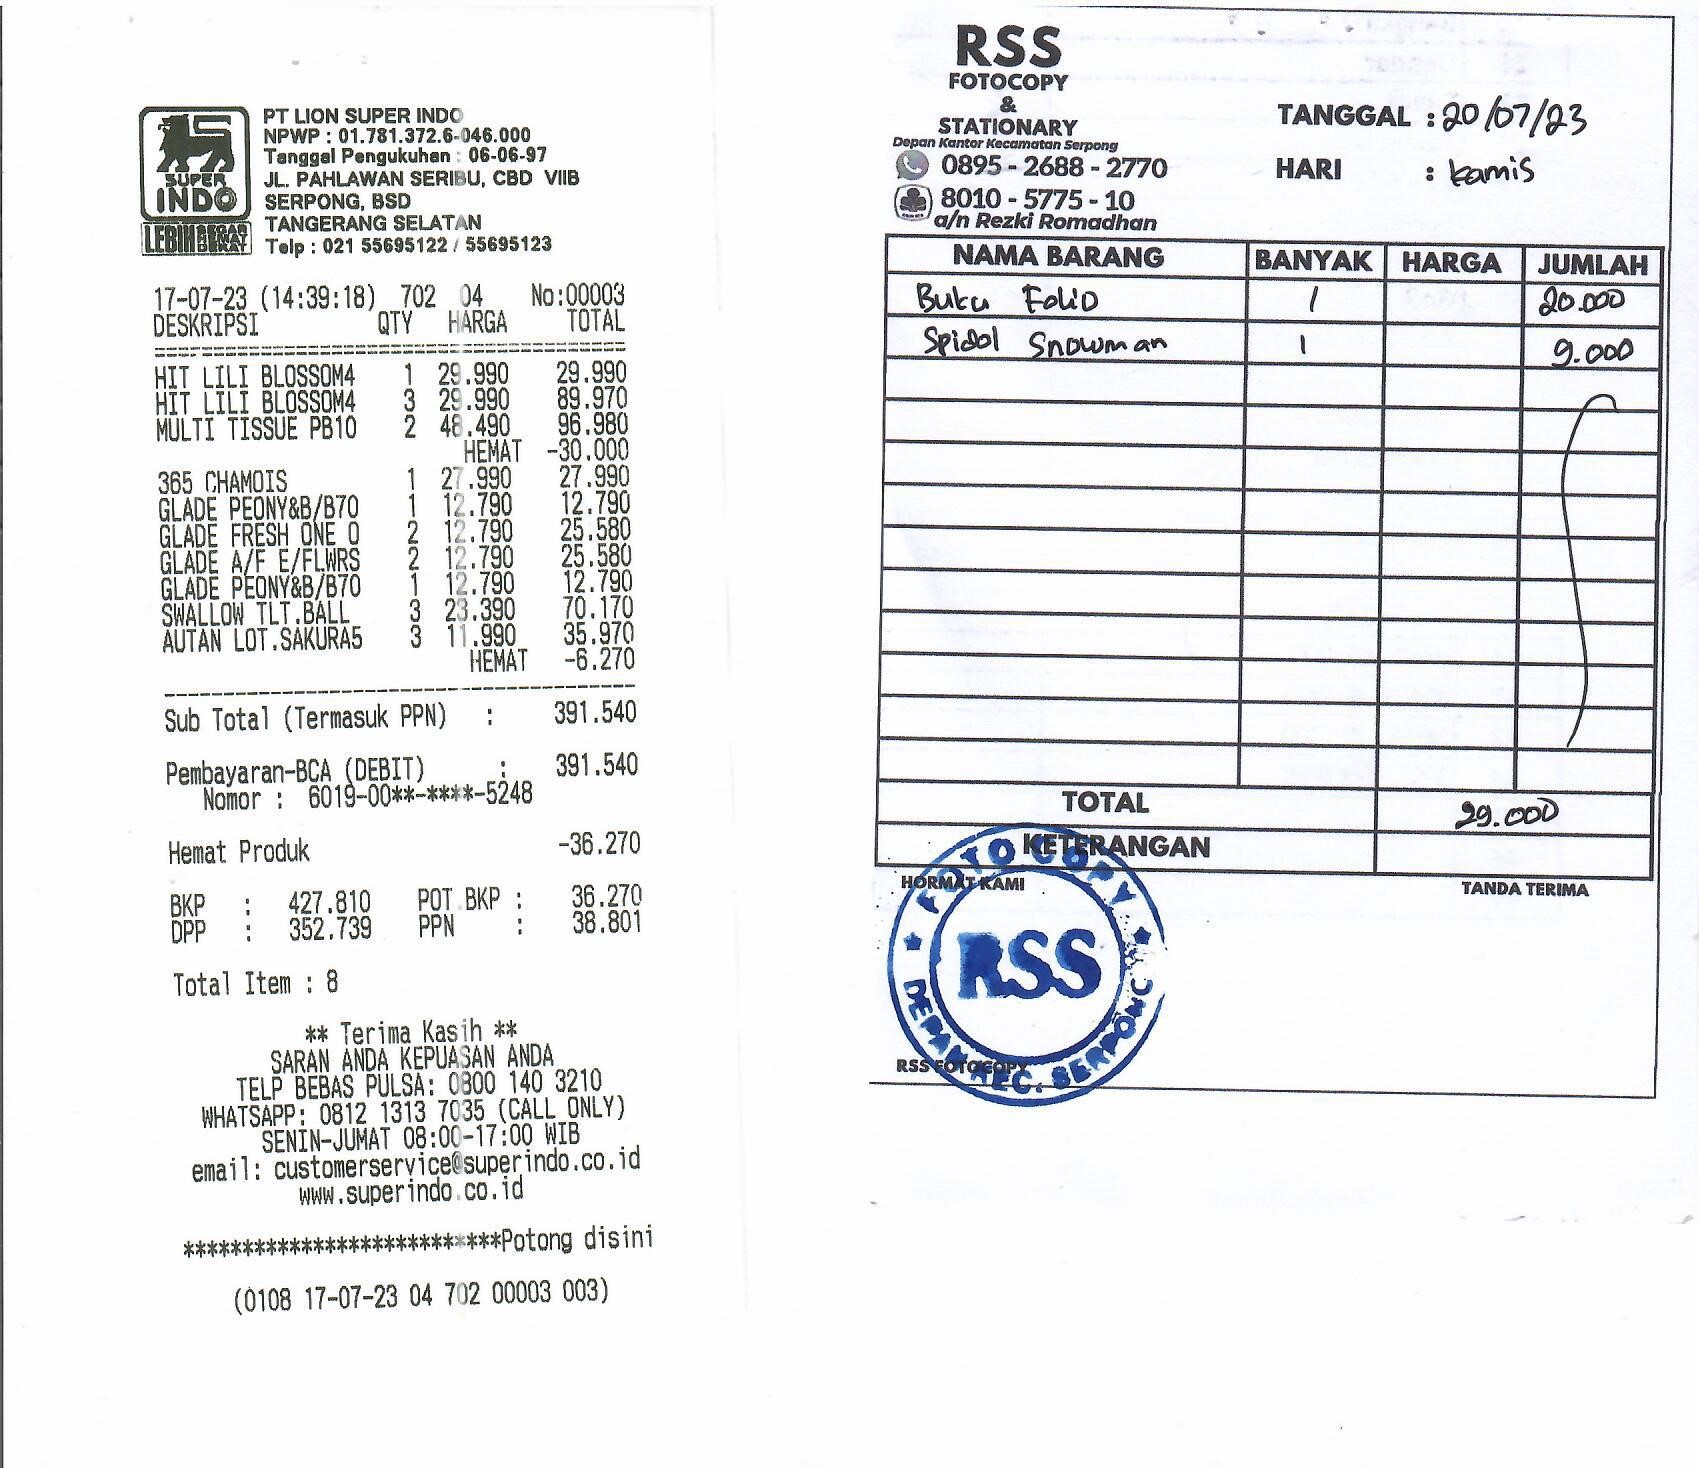 SUPER
INDO
LEBIH SEGAR
HEMAT
DEKAT
PT LION SUPER INDO
NPWP : 01.781.372.6-046.000
Tanggal Pengukuhan : 06-06-97
JL. PAHLAWAN SERIBU, CBD VIIB
SERPONG, BSD
TANGERANG SELATAN
Telp : 021 55695122 / 55695123
17-07-23 (14:39:18) 702 04 No:00003
DESKRIPSI QTY HARGA TOTAL
HIT LILI BLOSSOM4 1 29.990 29.990
HIT LILI BLOSSOM4 3 29.990 89.970
MULTI TISSUE PB10 2 48.490 96.980
HEMAT -30.000
365 CHAMOIS 1 27.990 27.990
GLADE PEONY&B/B70 1 12.790 12.790
GLADE FRESH ONE O 2 12.790 25.580
GLADE A/F E/FLWRS 2 12.790 25.580
GLADE PEONY&B/B70 1 12.790 12.790
SWALLOW TLT.BALL 3 23.390 70.170
AUTAN LOT.SAKURA5 3 11.990 35.970
HEMAT -6.270
Sub Total (Termasuk PPN) : 391.540
Pembayaran-BCA (DEBIT) : 391.540
Nomor : 6019-00**-****-5248
Hemat Produk -36.270
BKP : 427.810 POT BKP : 36.270
DPP : 352.739 PPN : 38.801
Total Item : 8
** Terima Kasih **
SARAN ANDA KEPUASAN ANDA
TELP BEBAS PULSA: 0800 140 3210
WHATSAPP: 0812 1313 7035 (CALL ONLY)
SENIN-JUMAT 08:00-17:00 WIB
email: customerservice@superindo.co.id
www.superindo.co.id
***************************Potong disini
(0108 17-07-23 04 702 00003 003)
RSS
FOTOCOPY
&
STATIONARY
Depan Kantor Kecamatan Serpong
0895 - 2688 - 2770
8010 - 5775 - 10
a/n Rezki Romadhan
TANGGAL : 20/07/23
HARI : kamis
NAMA BARANG BANYAK HARGA JUMLAH
Buku Folio 1 20.000
Spidol Snowman 1 9.000
TOTAL 29.000
KETERANGAN
HORMAT KAMI TANDA TERIMA
FOTO COPY
RSS
DEPAN KEC. SERPONG
RSS FOTOCOPY